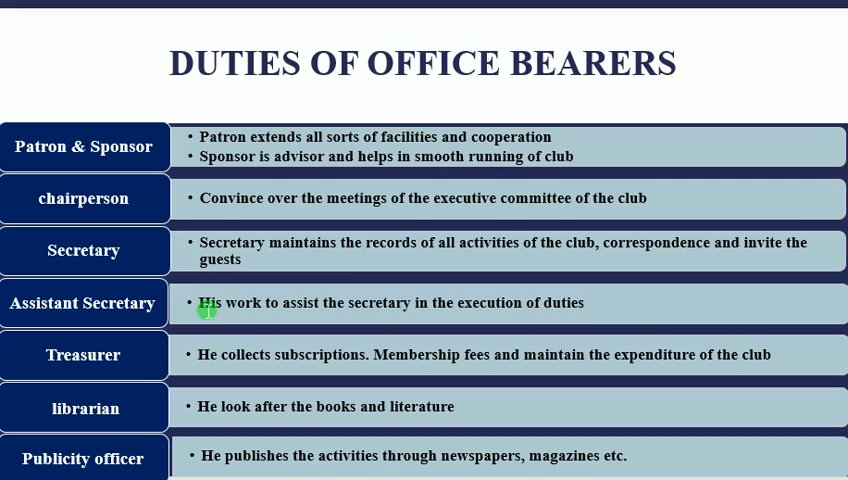 DUTIES OF OFFICE BEARERS
Patron & Sponsor
• Patron extends all sorts of facilities and cooperation
• Sponsor is advisor and helps in smooth running of club
chairperson
• Convince over the meetings of the executive committee of the club
Secretary
• Secretary maintains the records of all activities of the club, correspondence and invite the
guests
Assistant Secretary
• His work to assist the secretary in the execution of duties
Treasurer
• He collects subscriptions. Membership fees and maintain the expenditure of the club
librarian
• He look after the books and literature
Publicity officer
• He publishes the activities through newspapers, magazines etc.